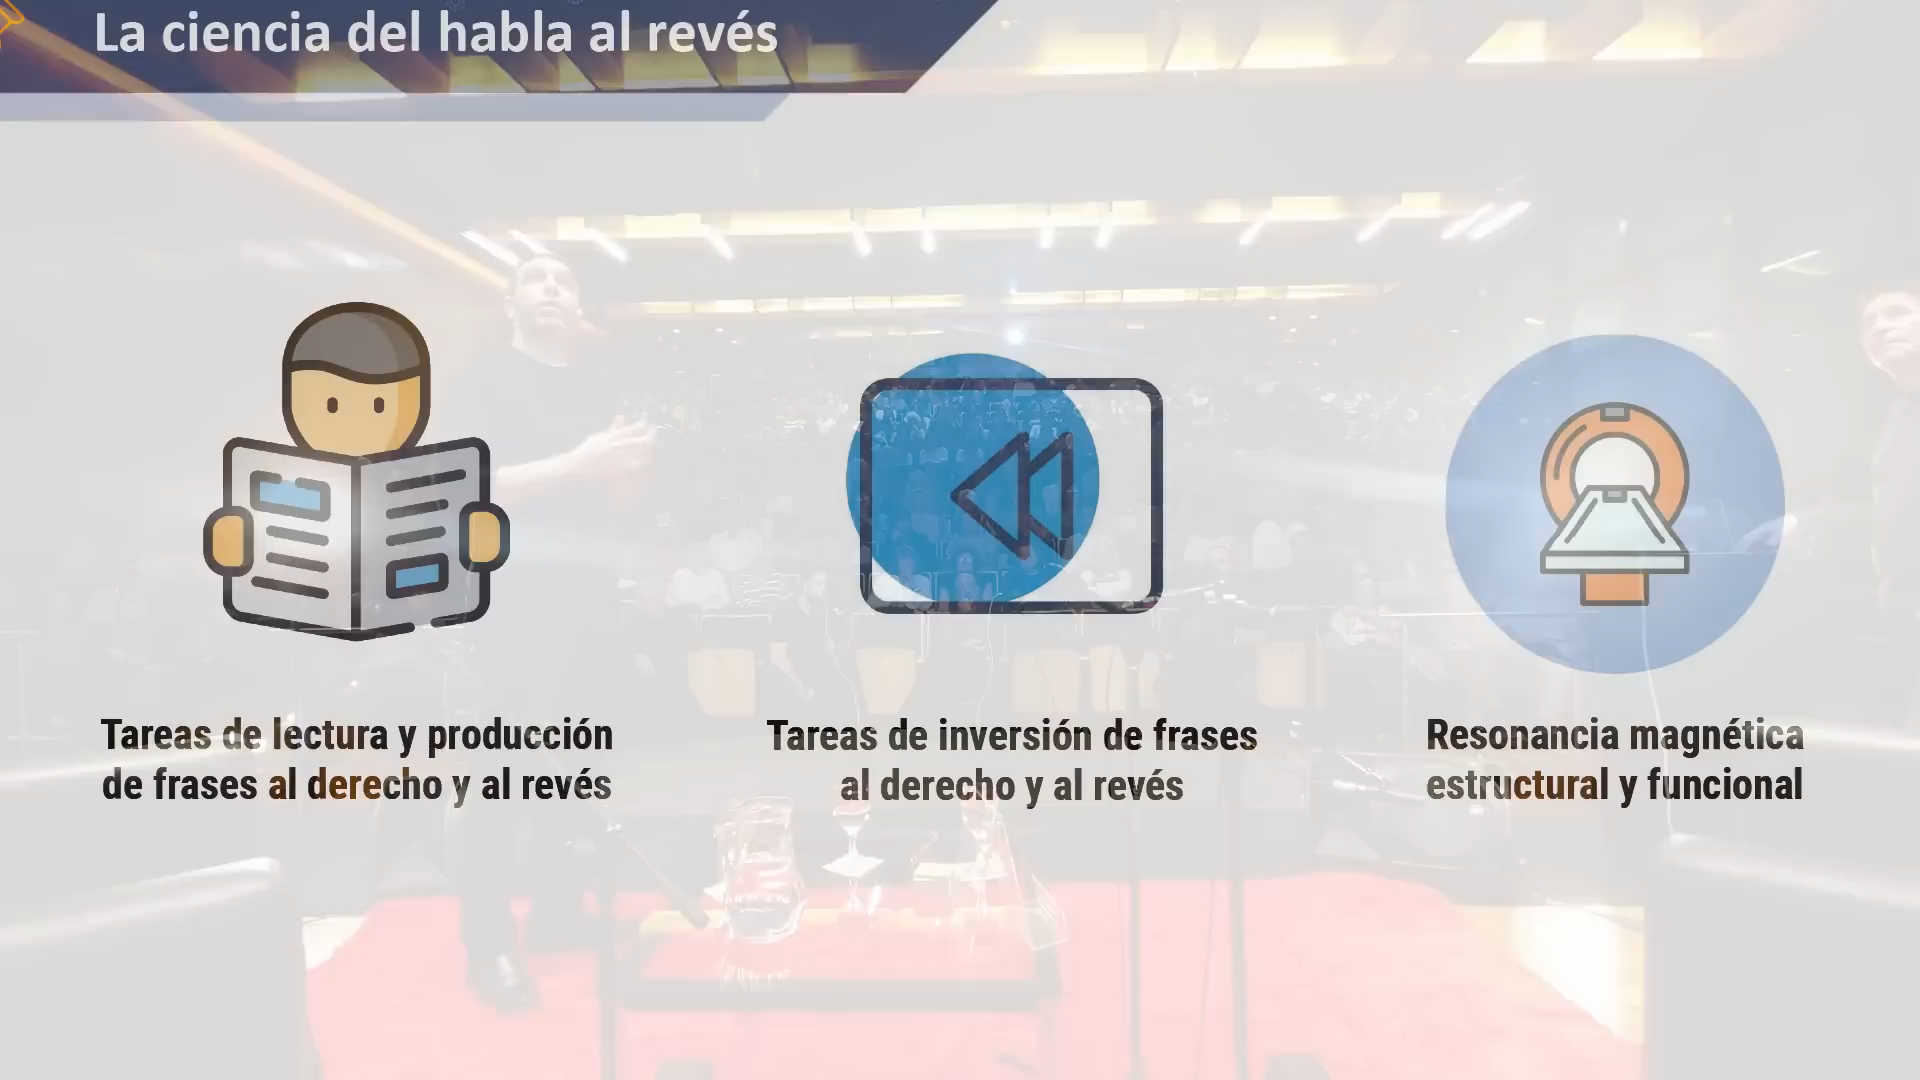 La ciencia del habla al revés
Tareas de lectura y producción
de frases al derecho y al revés
Tareas de inversión de frases
al derecho y al revés
Resonancia magnética
estructural y funcional